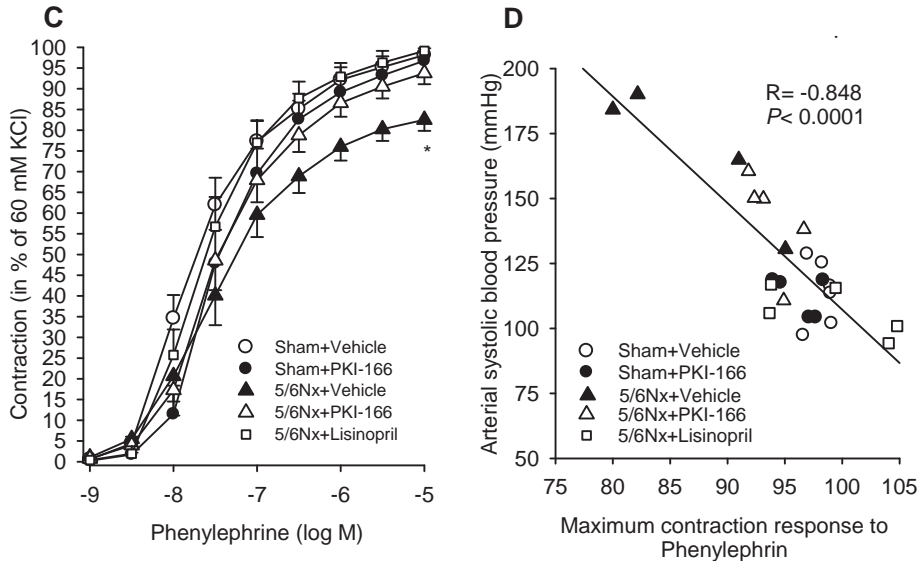 C
Contraction (in % of 60 mM KCl)
100
95
90
85
80
75
70
65
60
55
50
45
40
35
30
25
20
15
10
5
0
*
Sham+Vehicle
Sham+PKI-166
5/6Nx+Vehicle
5/6Nx+PKI-166
5/6Nx+Lisinopril
-9 -8 -7 -6 -5
Phenylephrine (log M)
D
Arterial systolic blood pressure (mmHg)
200
175
150
125
100
75
50
R= -0.848
P< 0.0001
Sham+Vehicle
Sham+PKI-166
5/6Nx+Vehicle
5/6Nx+PKI-166
5/6Nx+Lisinopril
75 80 85 90 95 100 105
Maximum contraction response to
Phenylephrin